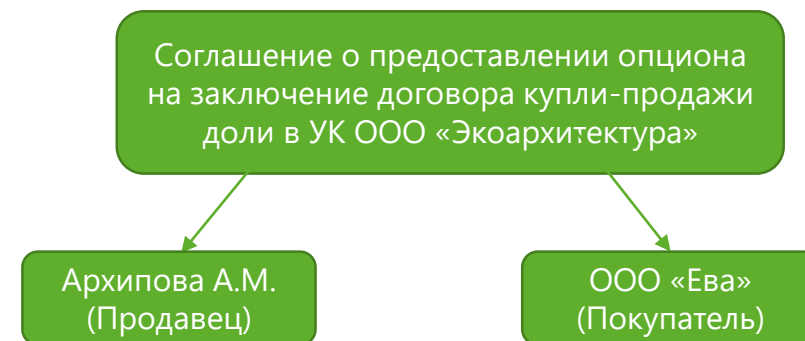 Соглашение о предоставлении опциона
на заключение договора купли-продажи
доли в УК ООО «Экоархитектура»
Архипова А.М.
(Продавец)
ООО «Ева»
(Покупатель)